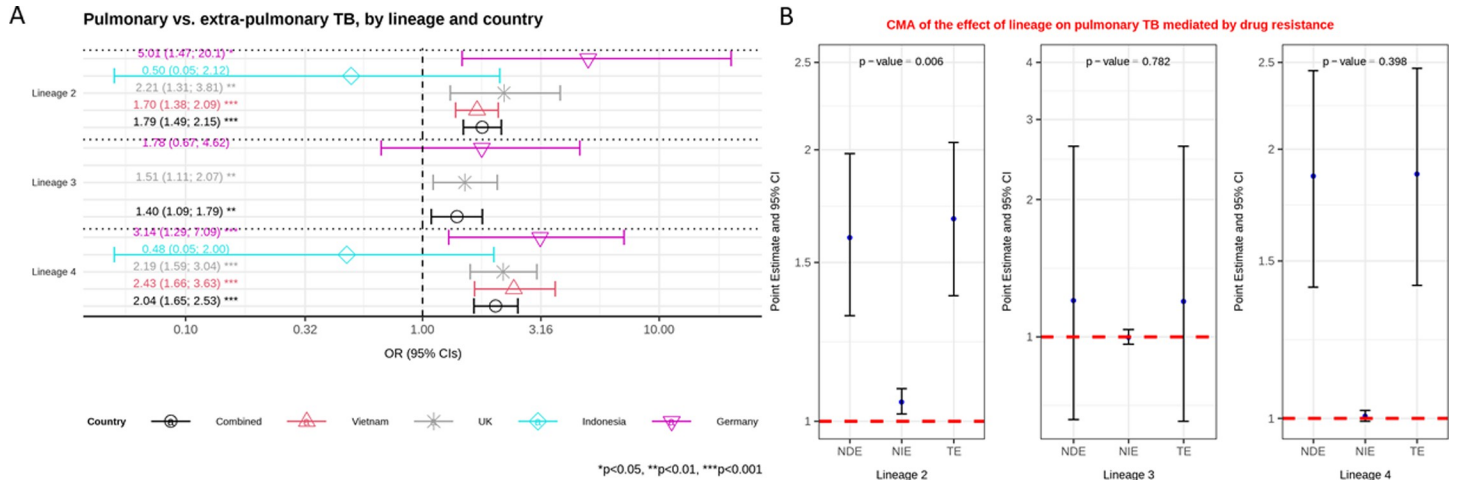 A
Pulmonary vs. extra-pulmonary TB, by lineage and country
5.01 (1.47; 20.1) *
0.50 (0.05; 2.12)
Lineage 2
2.21 (1.31; 3.81) **
1.70 (1.38; 2.09) ***
1.79 (1.49; 2.15) ***
1.78 (0.67; 4.62)
Lineage 3
1.51 (1.11; 2.07) **
1.40 (1.09; 1.79) **
3.14 (1.29; 7.09) ***
0.48 (0.05; 2.00)
Lineage 4
2.19 (1.59; 3.04) ***
2.43 (1.66; 3.63) ***
2.04 (1.65; 2.53) ***
0.10 0.32 1.00 3.16 10.00
OR (95% CIs)
Country Combined Vietnam UK Indonesia Germany
*p<0.05, **p<0.01, ***p<0.001
B
CMA of the effect of lineage on pulmonary TB mediated by drug resistance
Point Estimate and 95% CI
2.5
2
1.5
1
p − value = 0.006
NDE NIE TE
Lineage 2
Point Estimate and 95% CI
4
3
2
1
p − value = 0.782
NDE NIE TE
Lineage 3
Point Estimate and 95% CI
2.5
2
1.5
1
p − value = 0.398
NDE NIE TE
Lineage 4